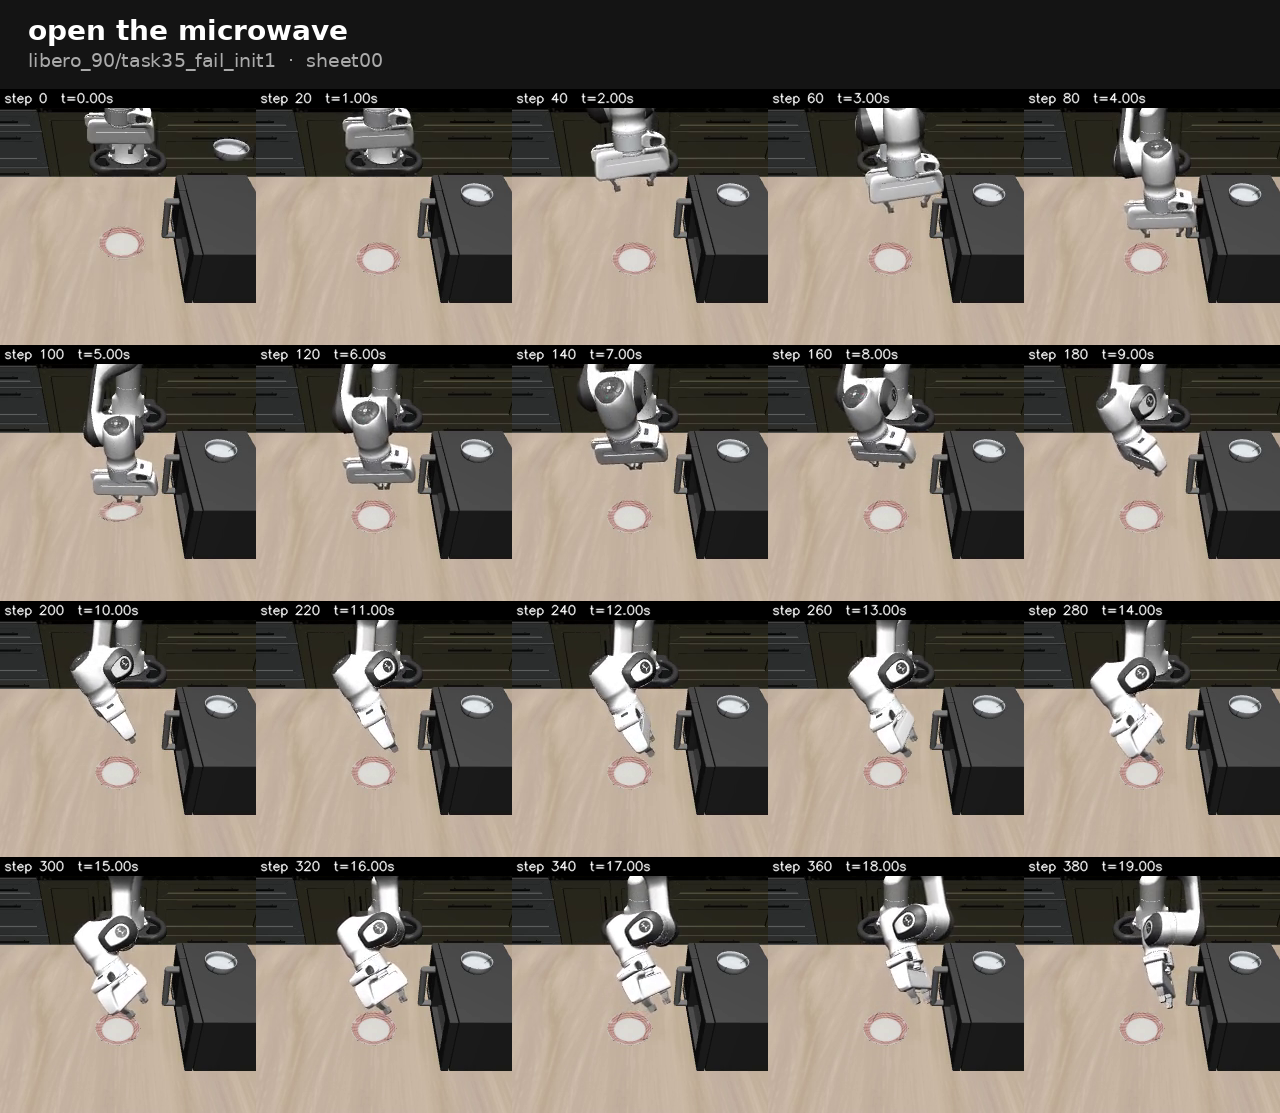 open the microwave
libero_90/task35_fail_init1 · sheet00
step 0 t=0.00s
step 20 t=1.00s
step 40 t=2.00s
step 60 t=3.00s
step 80 t=4.00s
step 100 t=5.00s
step 120 t=6.00s
step 140 t=7.00s
step 160 t=8.00s
step 180 t=9.00s
step 200 t=10.00s
step 220 t=11.00s
step 240 t=12.00s
step 260 t=13.00s
step 280 t=14.00s
step 300 t=15.00s
step 320 t=16.00s
step 340 t=17.00s
step 360 t=18.00s
step 380 t=19.00s